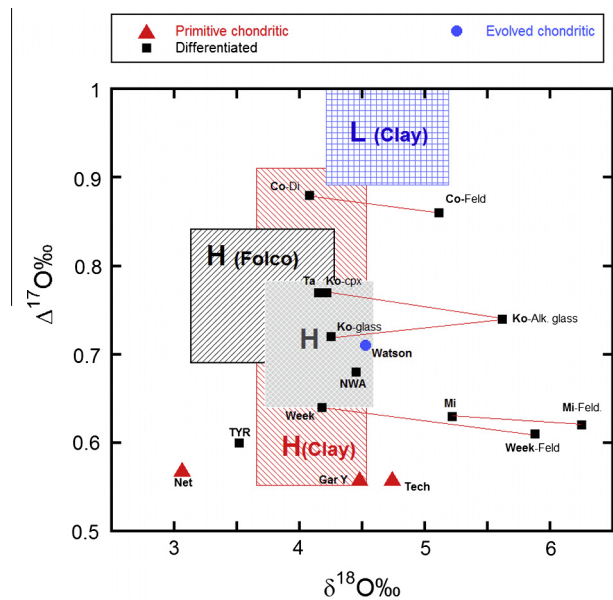 Primitive chondritic
Evolved chondritic
Differentiated
1
L (Clay)
0.9
Co-Di
Co-Feld
H (Folco)
0.8
Ta Ko-cpx
Ko-Alk. glass
Ko-glass
H
Watson
0.7
NWA
Mi
Mi-Feld.
Week
TYR
Week-Feld
0.6
H(Clay)
Net
Gar Y
Tech
0.5
3 4 5 6
Δ17O‰
δ18O‰